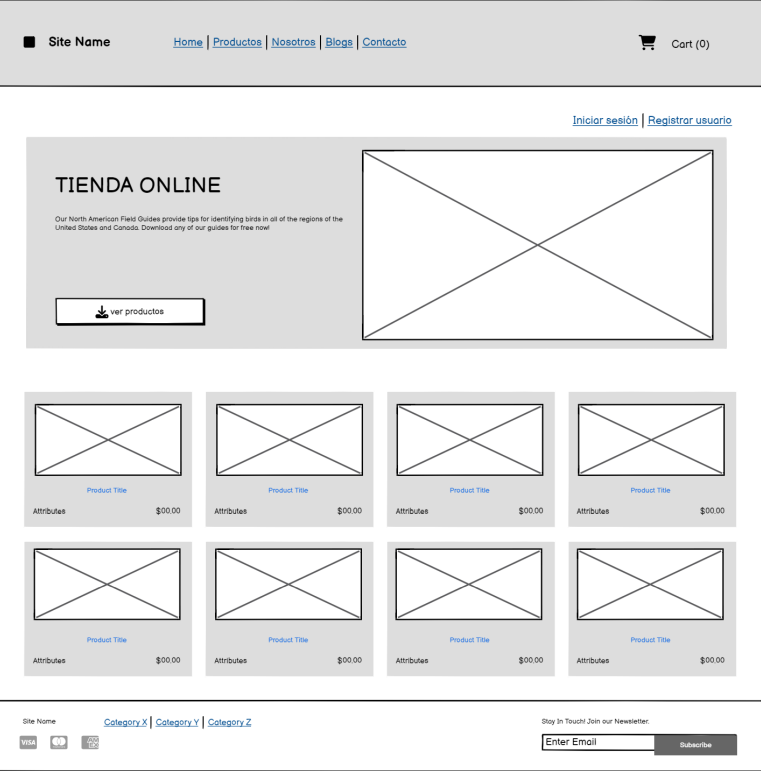 Site Name
Home | Productos | Nosotros | Blogs | Contacto
Cart (0)
Iniciar sesión | Registrar usuario
TIENDA ONLINE
Our North American Field Guides provide tips for identifying birds in all of the regions of the
United States and Canada. Download any of our guides for free now!
ver productos
Product Title
Attributes $00,00
Product Title
Attributes $00,00
Product Title
Attributes $00,00
Product Title
Attributes $00,00
Product Title
Attributes $00,00
Product Title
Attributes $00,00
Product Title
Attributes $00,00
Product Title
Attributes $00,00
Site Name
Category X | Category Y | Category Z
VISA
AM
EX
Stay In Touch! Join our Newsletter.
Enter Email
Subscribe